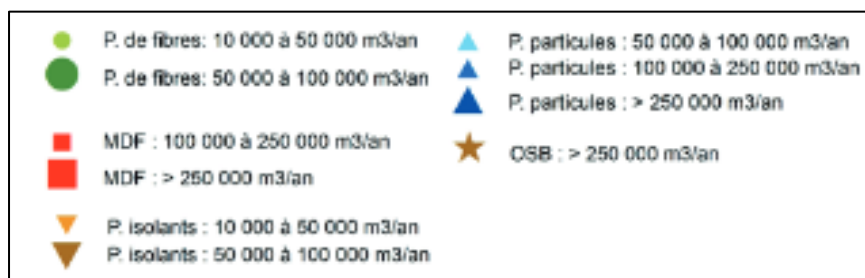 P. de fibres: 10 000 à 50 000 m3/an
P. de fibres: 50 000 à 100 000 m3/an
MDF : 100 000 à 250 000 m3/an
MDF : > 250 000 m3/an
P. isolants : 10 000 à 50 000 m3/an
P. isolants : 50 000 à 100 000 m3/an
P. particules : 50 000 à 100 000 m3/an
P. particules : 100 000 à 250 000 m3/an
P. particules : > 250 000 m3/an
OSB : > 250 000 m3/an